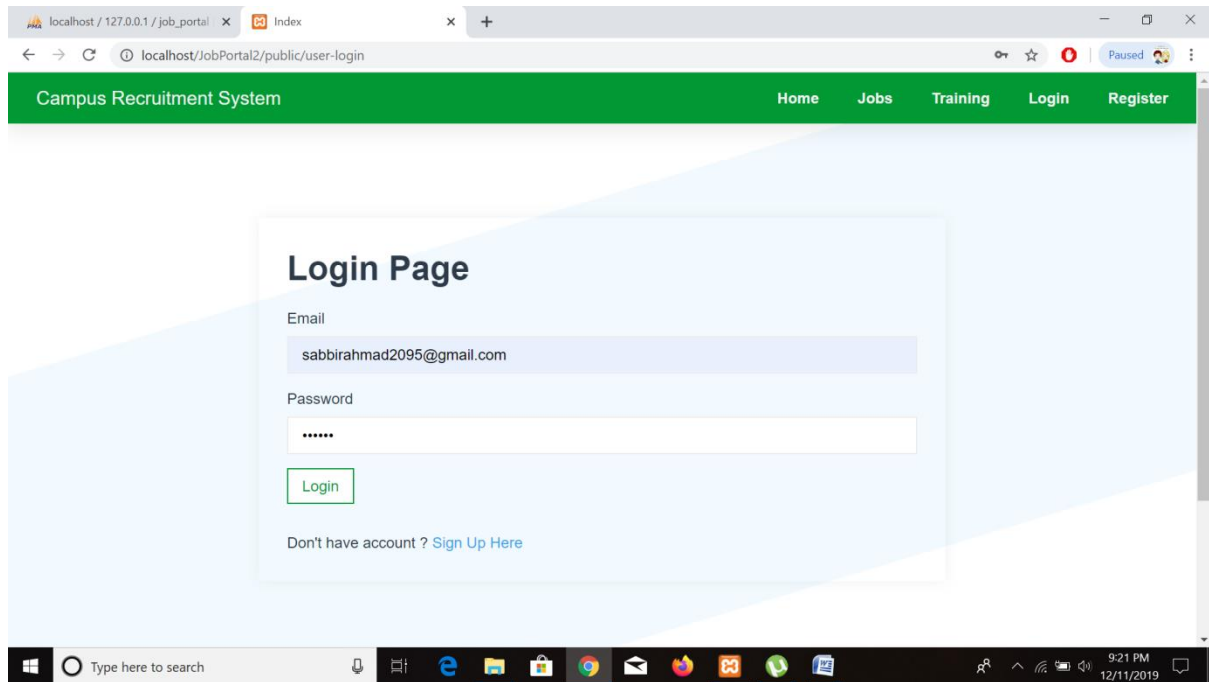 localhost / 127.0.0.1 / job_portal
Index
localhost/JobPortal2/public/user-login
Paused
Campus Recruitment System
Home Jobs Training Login Register
Login Page
Email
sabbirahmad2095@gmail.com
Password
••••••
Login
Don't have account ? Sign Up Here
Type here to search
9:21 PM
12/11/2019